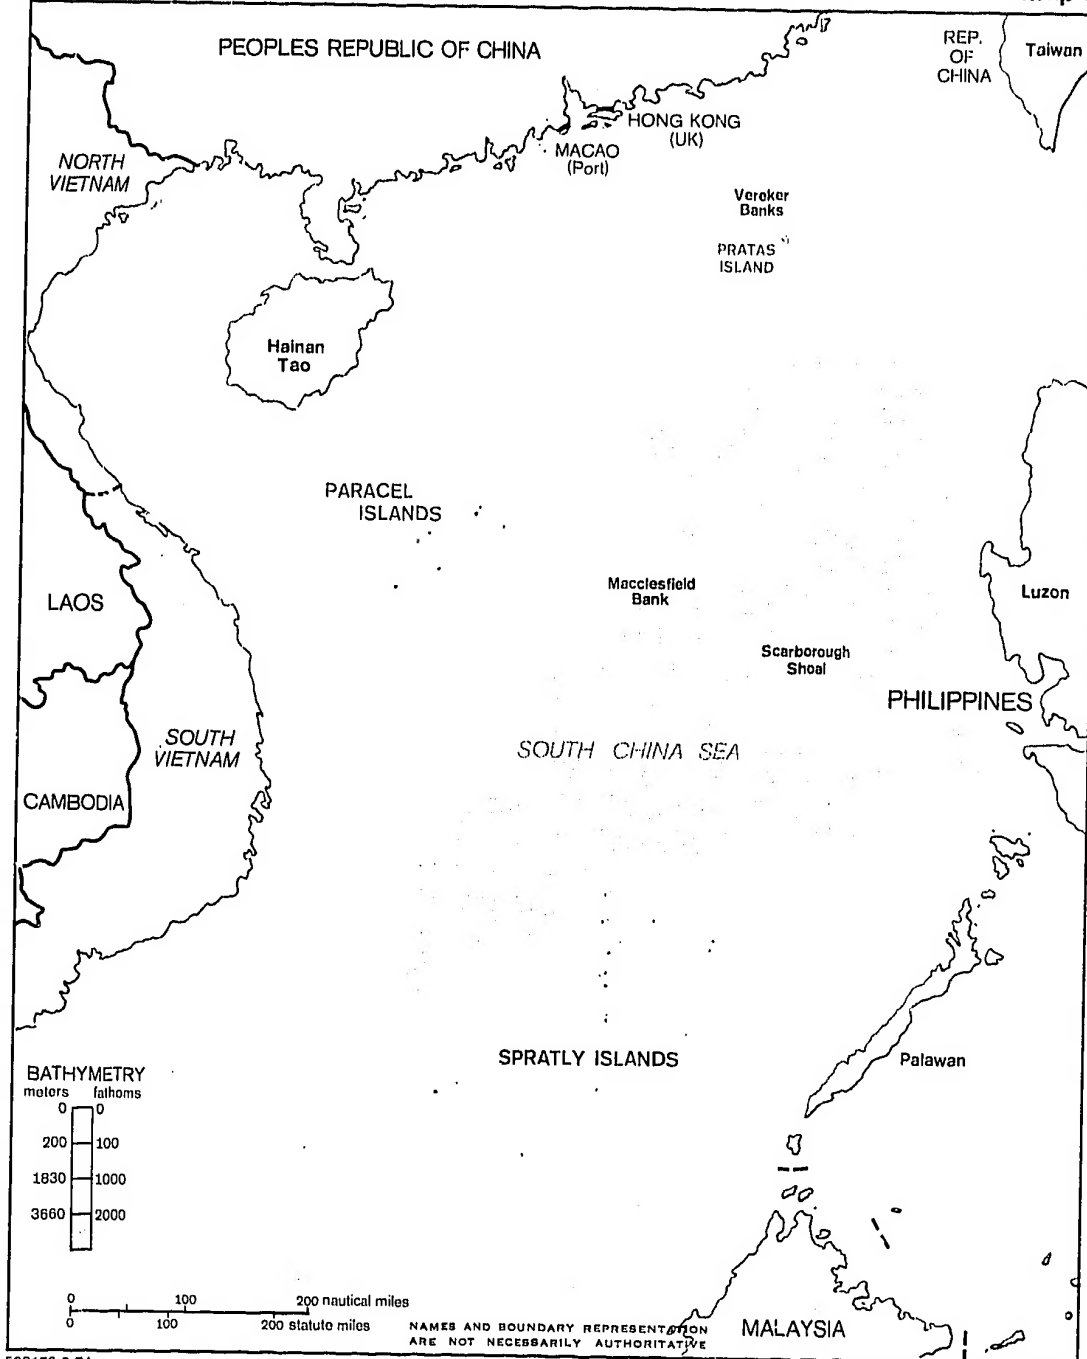 PEOPLES REPUBLIC OF CHINA
REP.
OF
CHINA
Taiwan
HONG KONG
(UK)
MACAO
(Port)
NORTH
VIETNAM
Vereker
Banks
PRATAS
ISLAND
Hainan
Tao
PARACEL
ISLANDS
Macclesfield
Bank
LAOS
Luzon
Scarborough
Shoal
PHILIPPINES
SOUTH
VIETNAM
SOUTH CHINA SEA
CAMBODIA
SPRATLY ISLANDS
Palawan
BATHYMETRY
meters fathoms
0 0
200 100
1830 1000
3660 2000
0 100 200 nautical miles
0 100 200 statute miles
NAMES AND BOUNDARY REPRESENTATION
ARE NOT NECESSARILY AUTHORITATIVE
MALAYSIA